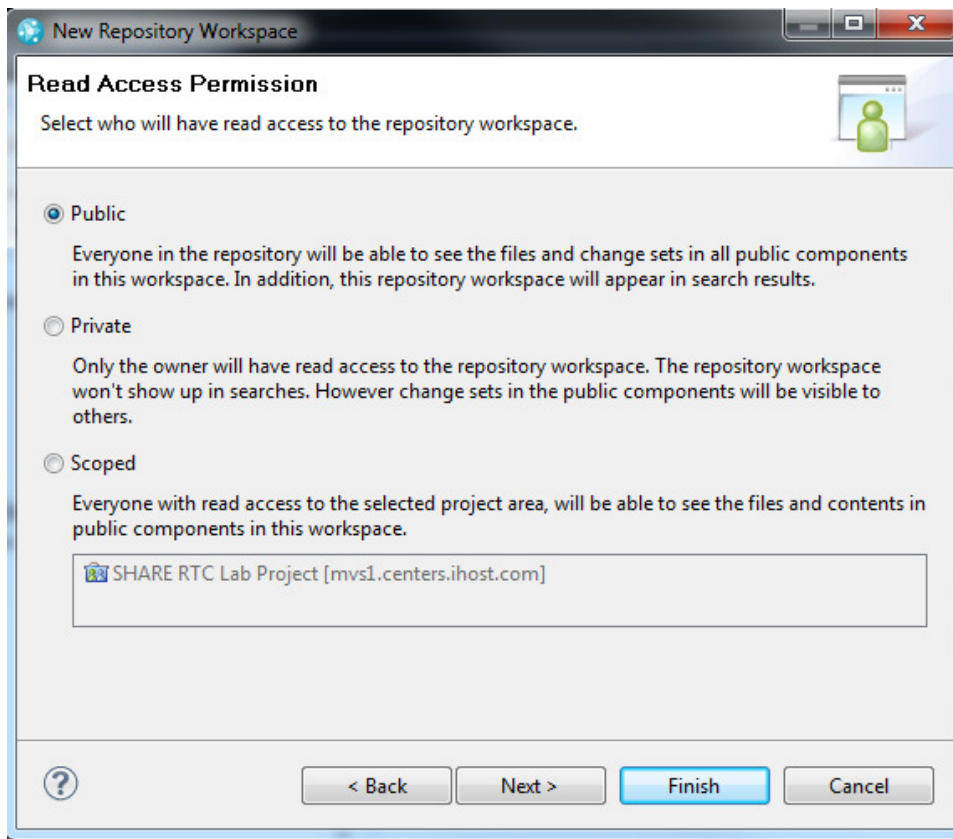 New Repository Workspace
Read Access Permission
Select who will have read access to the repository workspace.
Public
Everyone in the repository will be able to see the files and change sets in all public components
in this workspace. In addition, this repository workspace will appear in search results.
Private
Only the owner will have read access to the repository workspace. The repository workspace
won't show up in searches. However change sets in the public components will be visible to
others.
Scoped
Everyone with read access to the selected project area, will be able to see the files and contents in
public components in this workspace.
SHARE RTC Lab Project [mvs1.centers.ihost.com]
? < Back Next > Finish Cancel